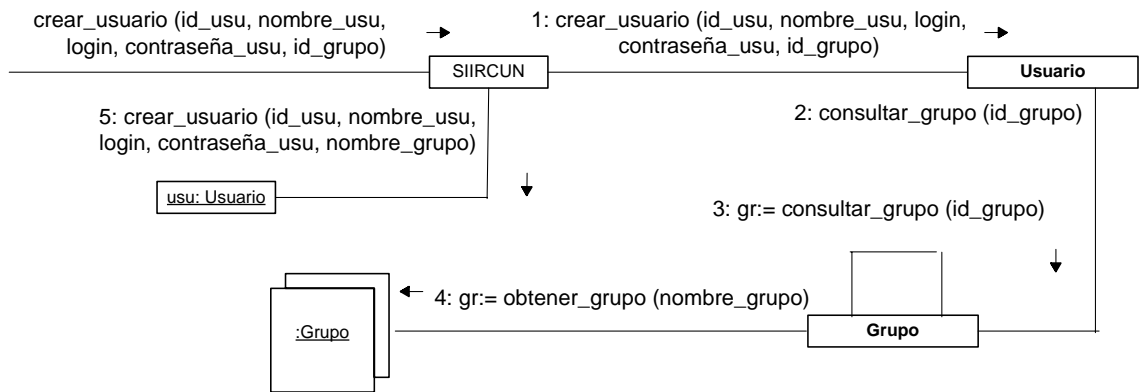 crear_usuario (id_usu, nombre_usu,
login, contraseña_usu, id_grupo)
1: crear_usuario (id_usu, nombre_usu, login,
contraseña_usu, id_grupo)
SIIRCUN
Usuario
5: crear_usuario (id_usu, nombre_usu,
login, contraseña_usu, nombre_grupo)
2: consultar_grupo (id_grupo)
usu: Usuario
3: gr:= consultar_grupo (id_grupo)
4: gr:= obtener_grupo (nombre_grupo)
:Grupo
Grupo